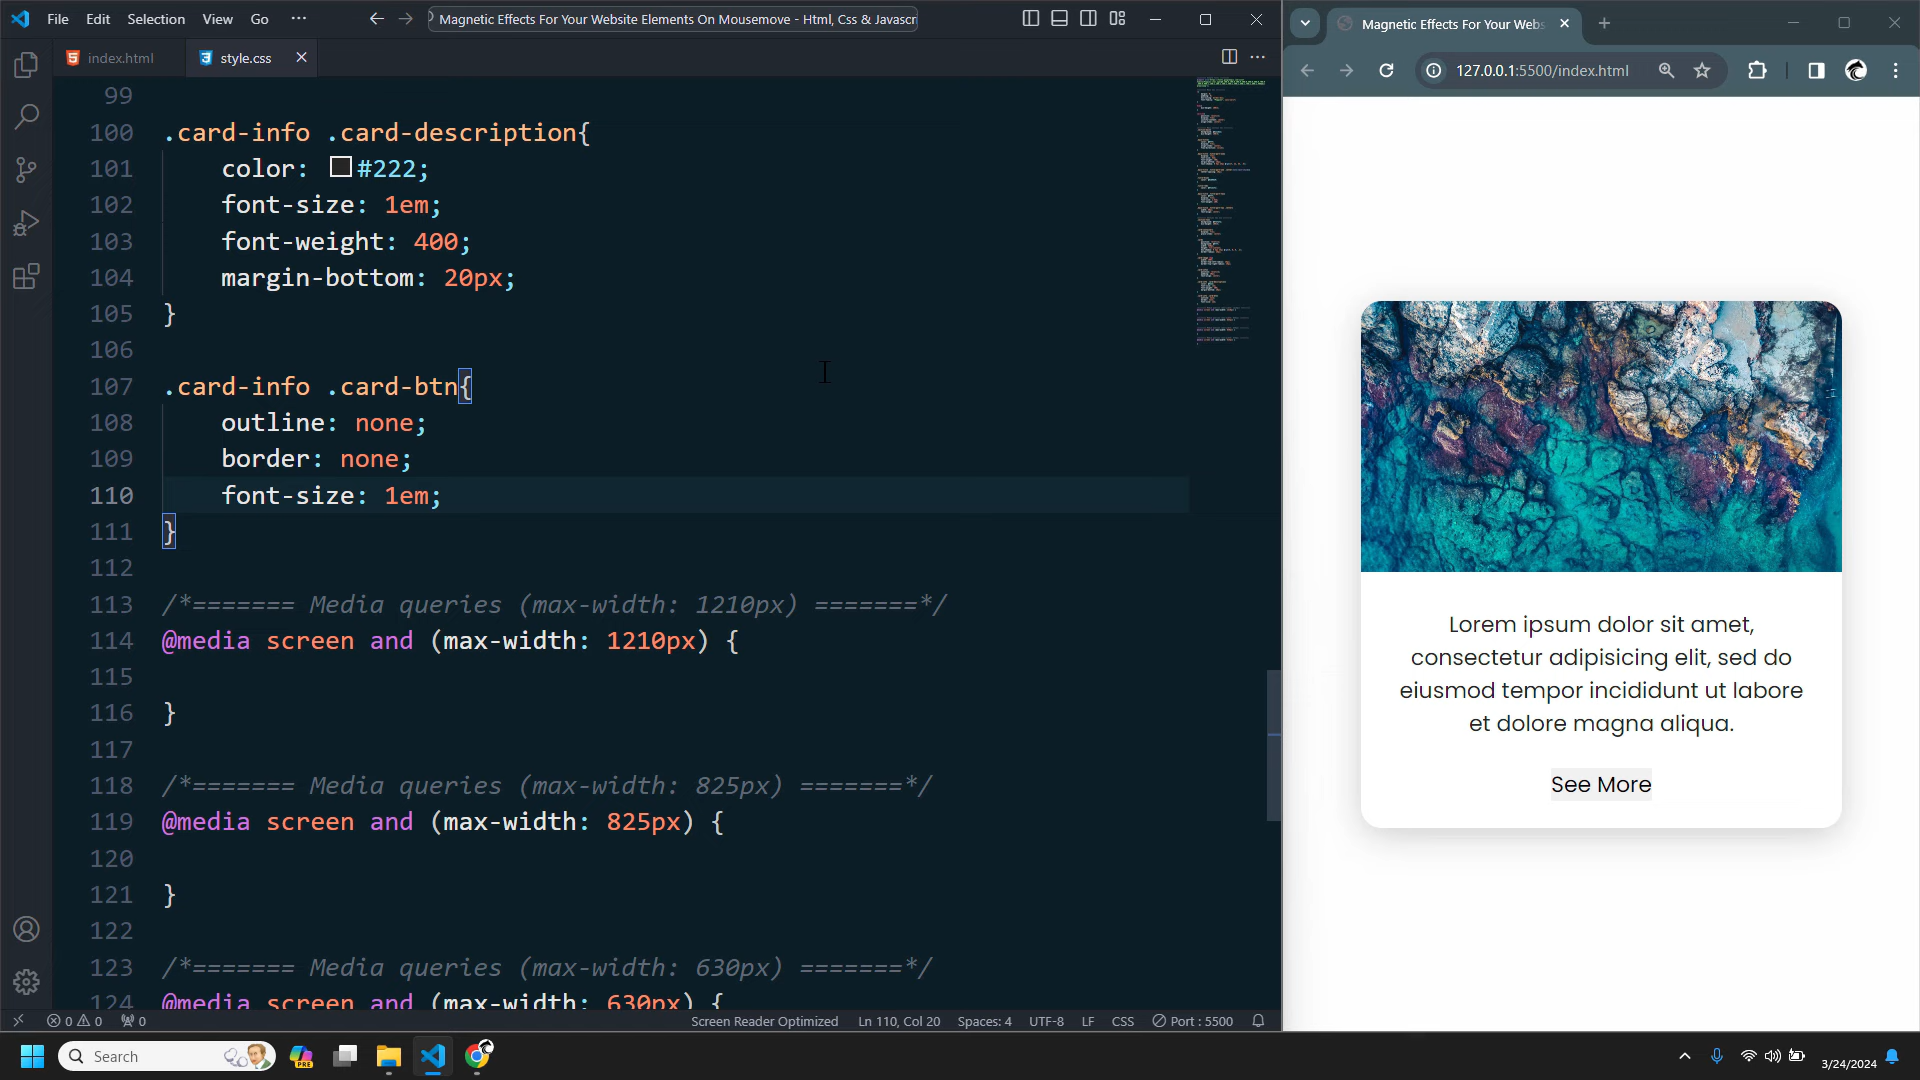 File Edit Selection View Go ··· Magnetic Effects For Your Website Elements On Mousemove - Html, Css & Javascr
index.html style.css
99
100 .card-info .card-description{
101 color: #222;
102 font-size: 1em;
103 font-weight: 400;
104 margin-bottom: 20px;
105 }
106
107 .card-info .card-btn{
108 outline: none;
109 border: none;
110 font-size: 1em;
111 }
112
113 /*======= Media queries (max-width: 1210px) =======*/
114 @media screen and (max-width: 1210px) {
115
116 }
117
118 /*======= Media queries (max-width: 825px) =======*/
119 @media screen and (max-width: 825px) {
120
121 }
122
123 /*======= Media queries (max-width: 630px) =======*/
124 @media screen and (max-width: 630px) {
0 0 0 Screen Reader Optimized Ln 110, Col 20 Spaces: 4 UTF-8 LF CSS Port : 5500
Magnetic Effects For Your Webs
127.0.0.1:5500/index.html
Lorem ipsum dolor sit amet,
consectetur adipisicing elit, sed do
eiusmod tempor incididunt ut labore
et dolore magna aliqua.
See More
Search PRE 3/24/2024